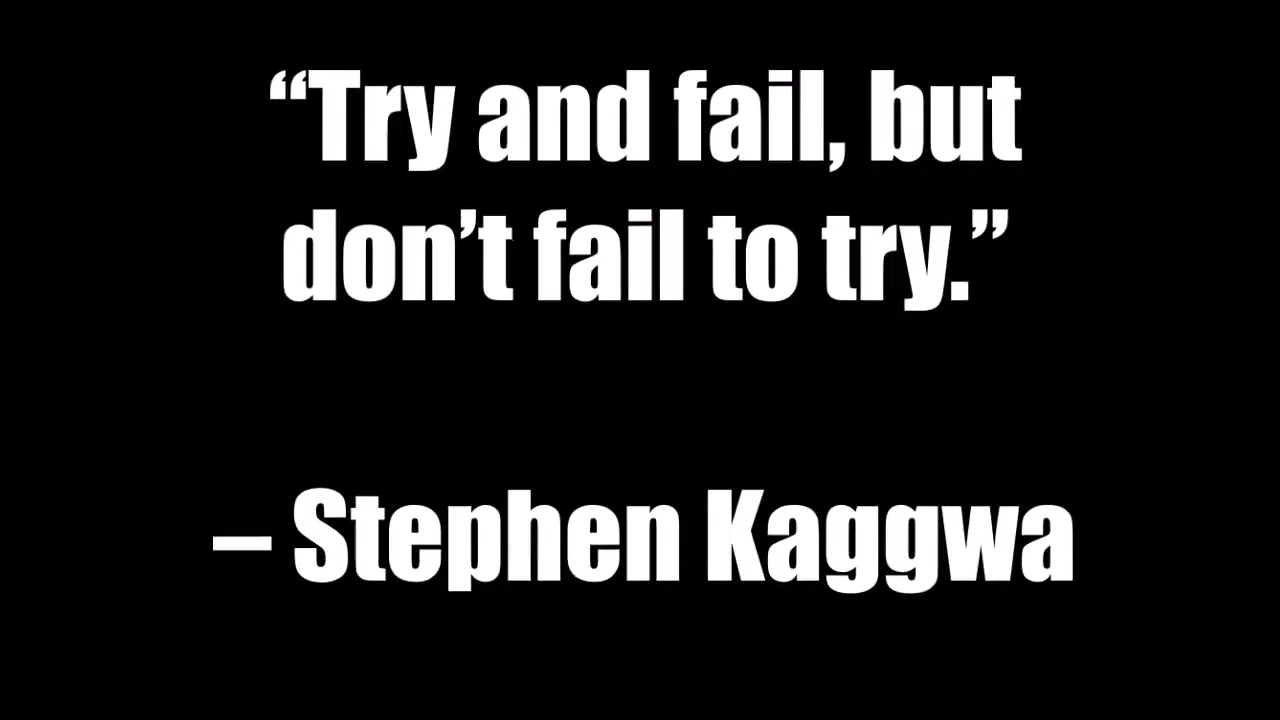 “Try and fail, but
don’t fail to try.”
– Stephen Kaggwa